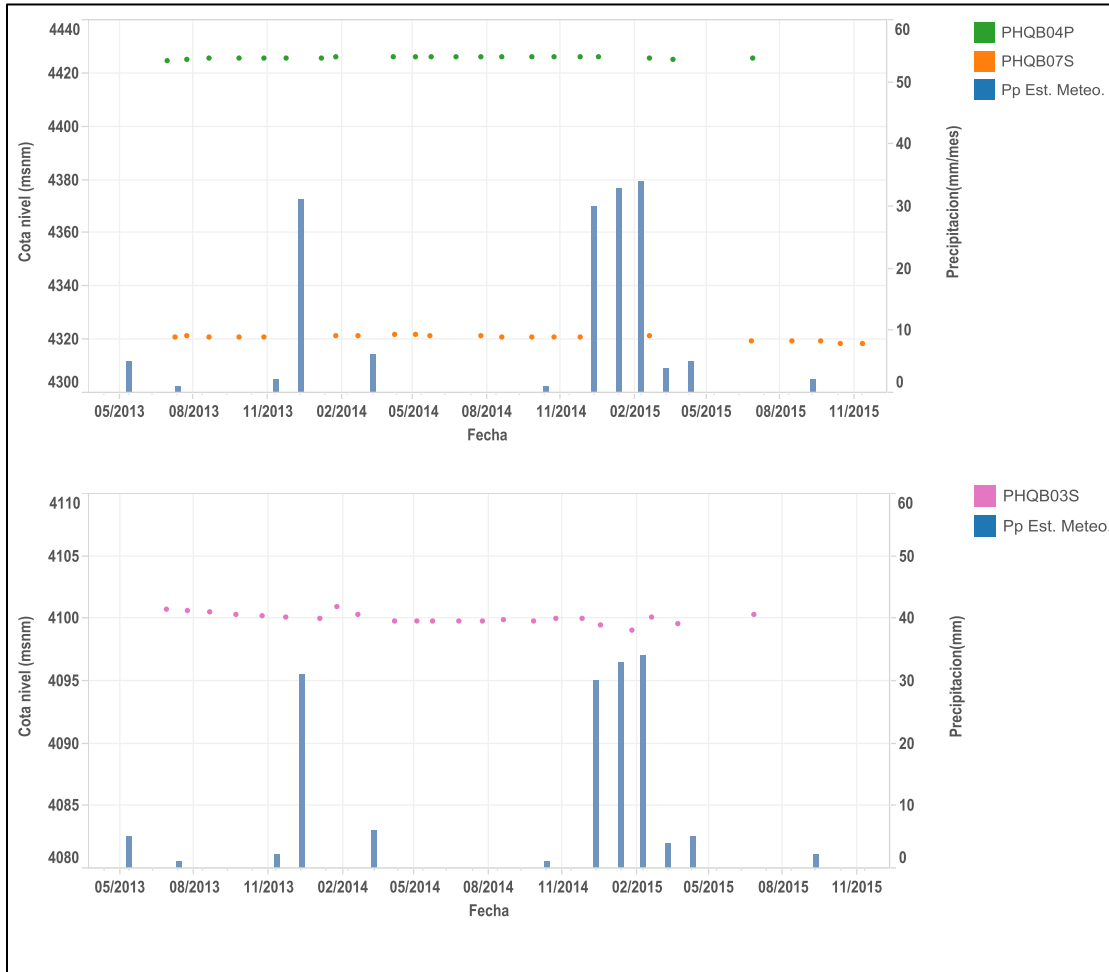 4440
4420
4400
4380
4360
4340
4320
4300
Cota nivel (msnm)
60
50
40
30
20
10
0
Precipitacion(mm/mes)
05/2013 08/2013 11/2013 02/2014 05/2014 08/2014 11/2014 02/2015 05/2015 08/2015 11/2015
Fecha
PHQB04P
PHQB07S
Pp Est. Meteo.
4110
4105
4100
4095
4090
4085
4080
Cota nivel (msnm)
60
50
40
30
20
10
0
Precipitacion(mm)
05/2013 08/2013 11/2013 02/2014 05/2014 08/2014 11/2014 02/2015 05/2015 08/2015 11/2015
Fecha
PHQB03S
Pp Est. Meteo.